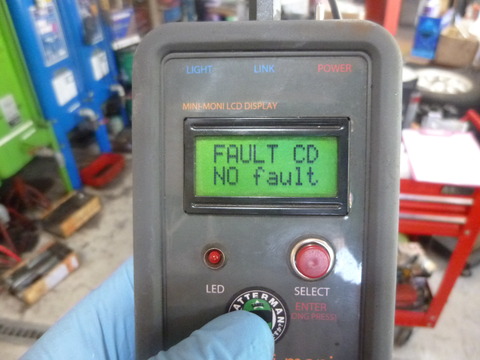 LIGHT LINK POWER
MINI-MONI LCD DISPLAY
FAULT CD
NO fault
LED SELECT
ENTER